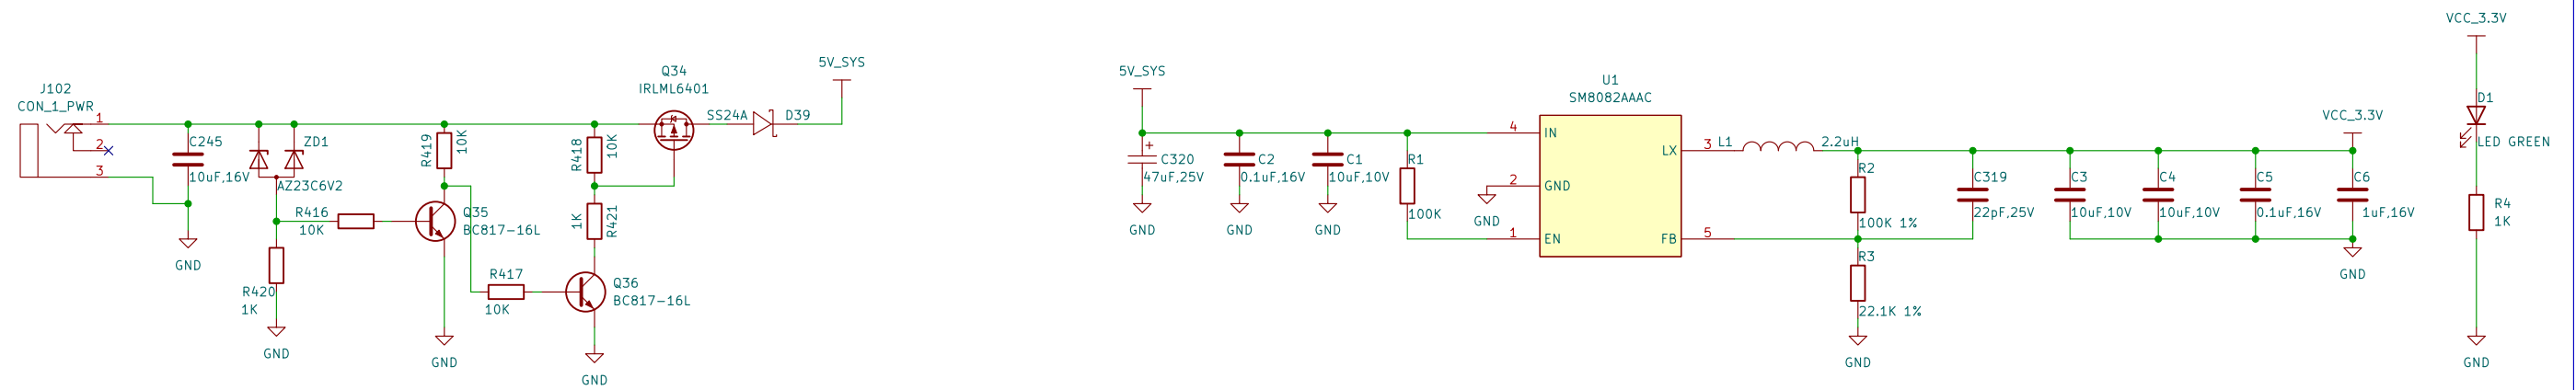 J102
CON_1_PWR
1
2
3
C245
10uF,16V
GND
ZD1
AZ23C6V2
R416
10K
R420
1K
GND
R419
10K
Q35
BC817-16L
GND
R417
10K
R418
10K
1K
R421
Q36
BC817-16L
GND
Q34
IRLML6401
SS24A
D39
5V_SYS
5V_SYS
C320
47uF,25V
GND
C2
0.1uF,16V
GND
C1
10uF,10V
GND
R1
100K
GND
U1
SM8082AAAC
4
IN
2
GND
1
EN
LX
3
FB
5
L1
2.2uH
R2
100K 1%
R3
22.1K 1%
GND
C319
22pF,25V
C3
10uF,10V
C4
10uF,10V
C5
0.1uF,16V
VCC_3.3V
C6
1uF,16V
GND
VCC_3.3V
D1
LED GREEN
R4
1K
GND